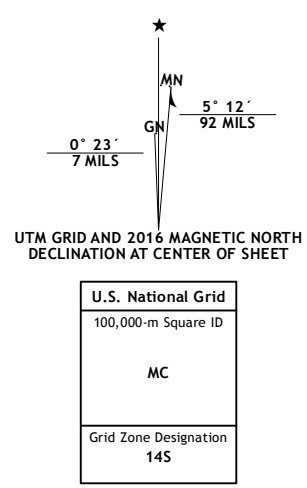 ★
MN
GN
5° 12´
92 MILS
0° 23´
7 MILS
UTM GRID AND 2016 MAGNETIC NORTH
DECLINATION AT CENTER OF SHEET
U.S. National Grid
100,000-m Square ID
MC
Grid Zone Designation
14S